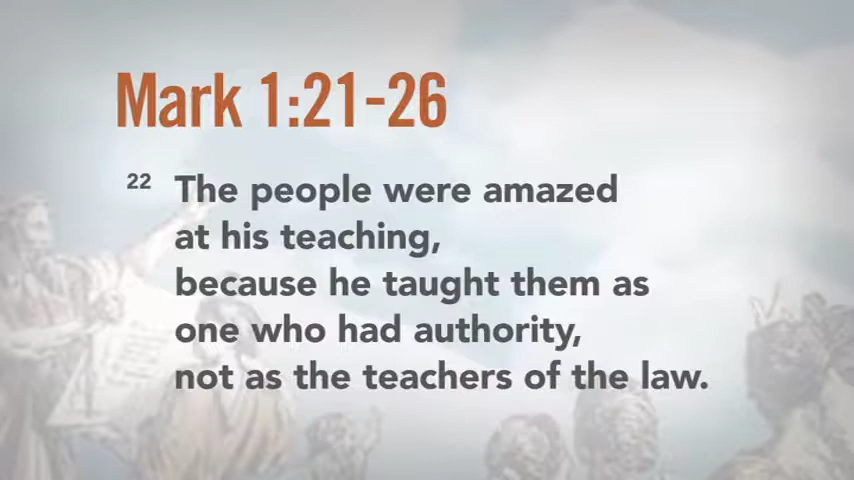 Mark 1:21-26
22 The people were amazed
at his teaching,
because he taught them as
one who had authority,
not as the teachers of the law.